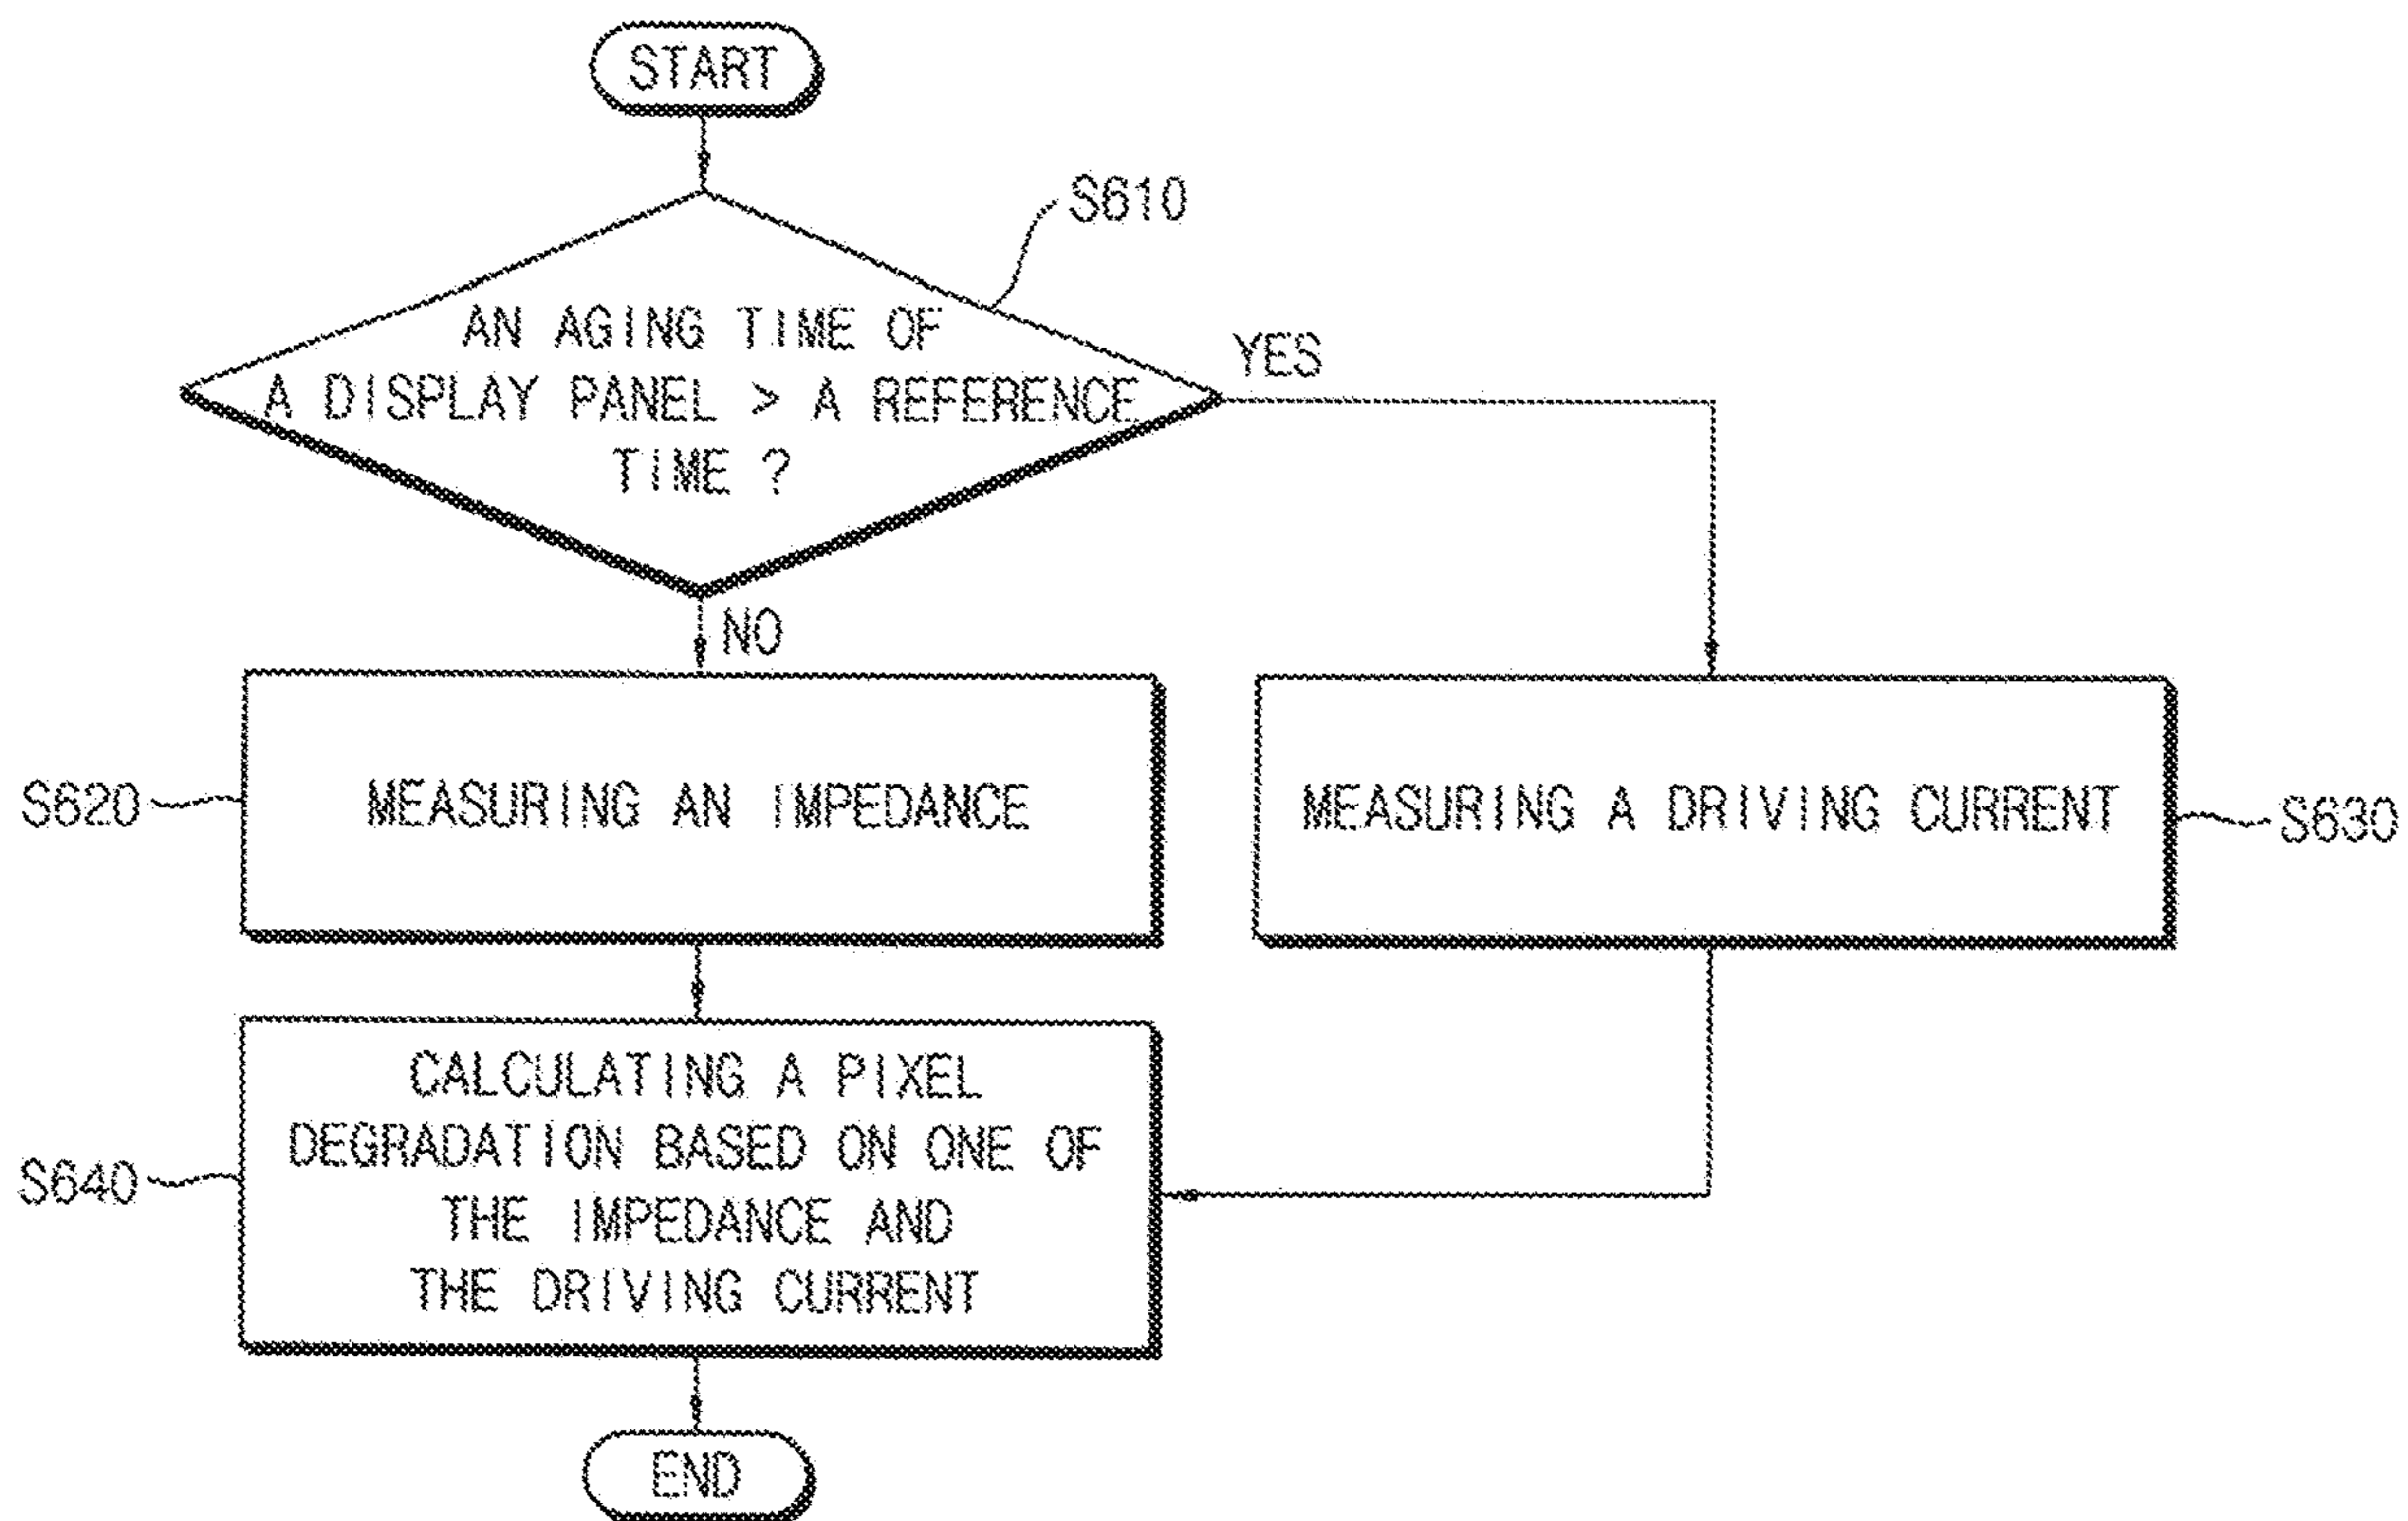 START
S610
AN AGING TIME OF
A DISPLAY PANEL > A REFERENCE
TIME ?
YES
NO
S620
MEASURING AN IMPEDANCE
MEASURING A DRIVING CURRENT
S630
S640
CALCULATING A PIXEL
DEGRADATION BASED ON ONE OF
THE IMPEDANCE AND
THE DRIVING CURRENT
END